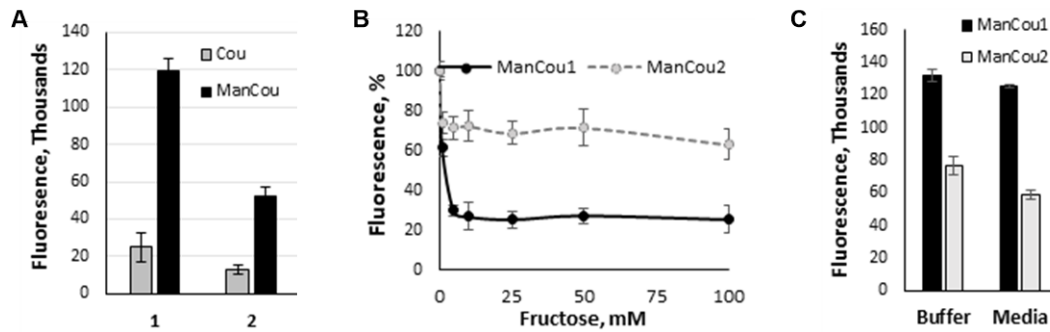 A
Fluoresence, Thousands
140
120
100
80
60
40
20
0
Cou
ManCou
1 2
B
Fluorescence, %
120
100
80
60
40
20
0
ManCou1 ManCou2
0 25 50 75 100
Fructose, mM
C
Fluorescence, Thousands
160
140
120
100
80
60
40
20
0
ManCou1
ManCou2
Buffer Media